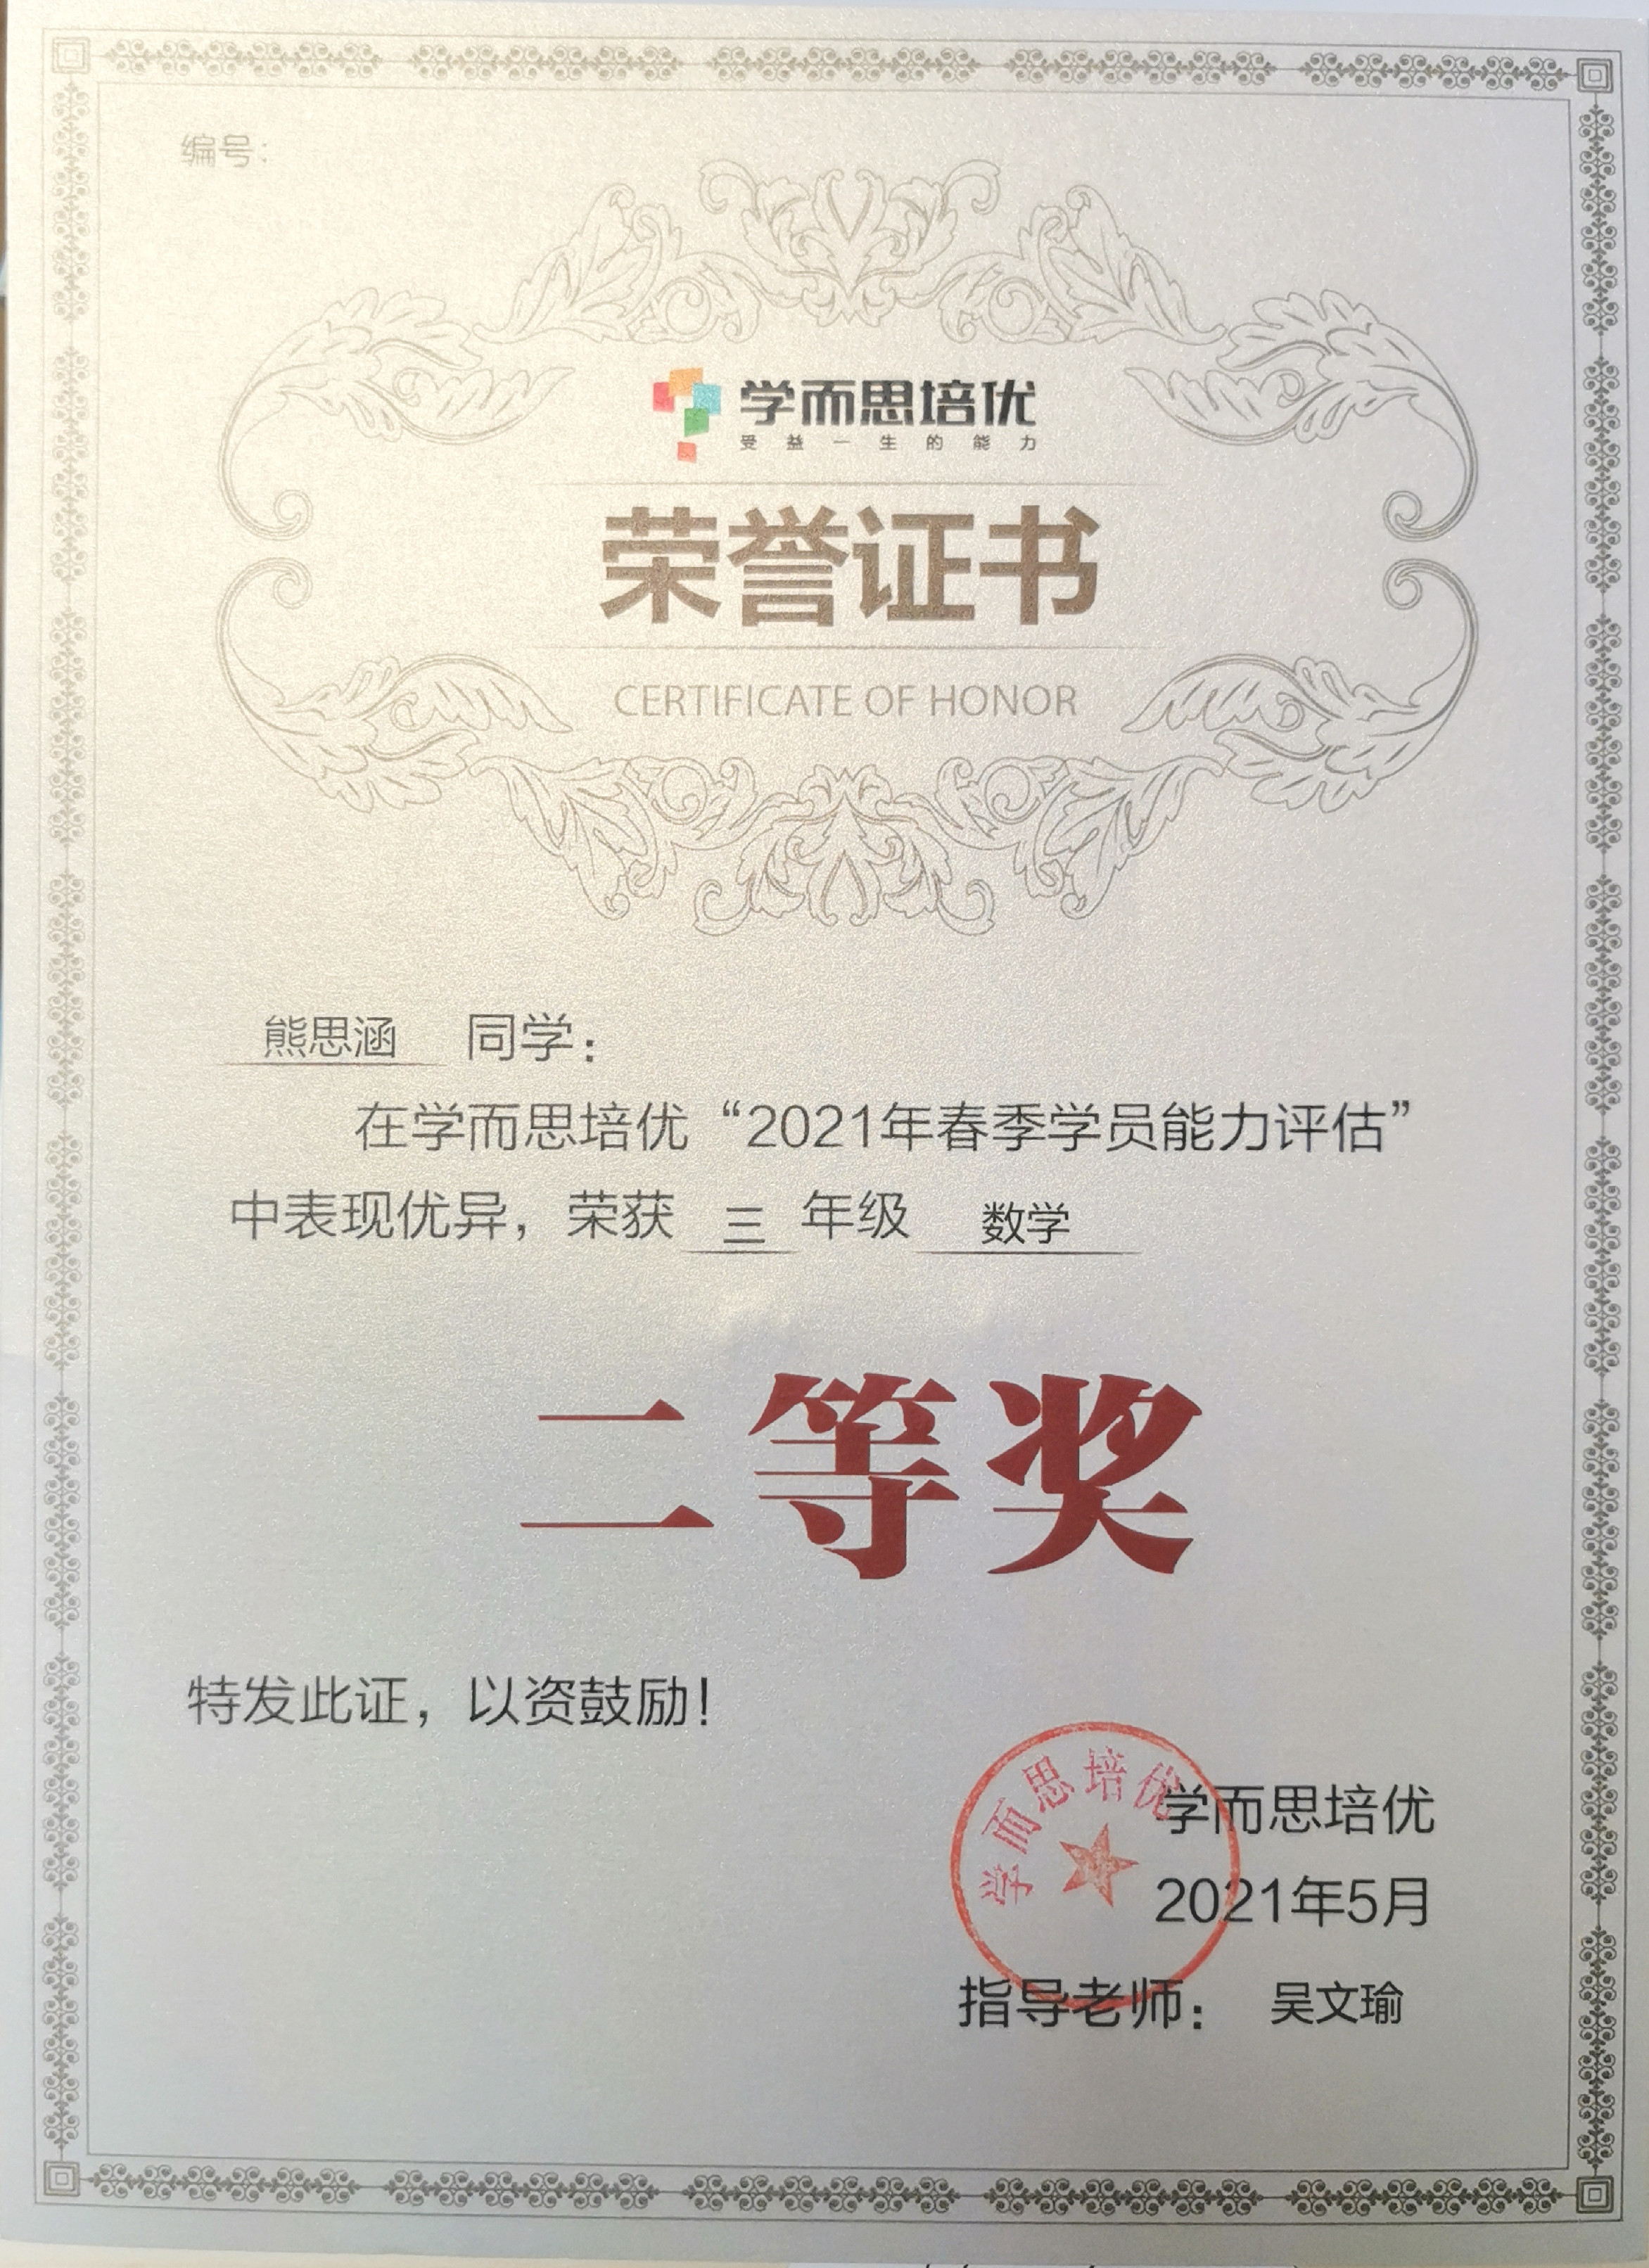 编号：
学而思培优
受益一生的能力
荣誉证书
CERTIFICATE OF HONOR
熊思涵 同学：
在学而思培优“2021年春季学员能力评估”
中表现优异，荣获 三 年级 数学
二等奖
特发此证，以资鼓励！
学而思培优
学而思培优
2021年5月
指导老师： 吴文瑜